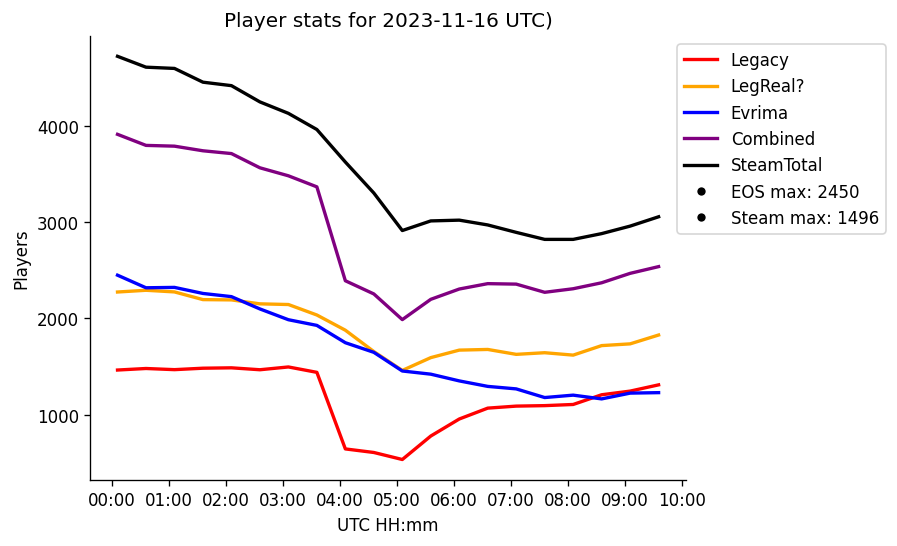 Player stats for 2023-11-16 UTC)
Players
4000
3000
2000
1000
00:00 01:00 02:00 03:00 04:00 05:00 06:00 07:00 08:00 09:00 10:00
UTC HH:mm
Legacy
LegReal?
Evrima
Combined
SteamTotal
EOS max: 2450
Steam max: 1496